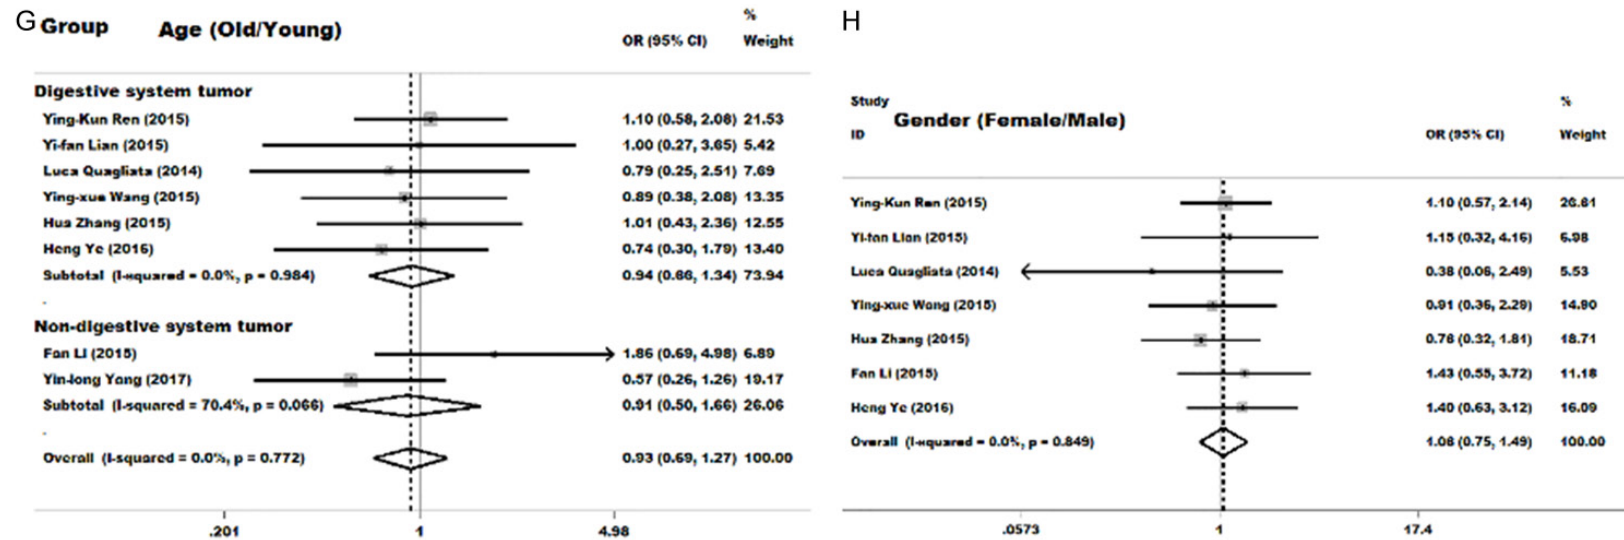 G Group Age (Old/Young)
%
OR (95% CI) Weight
Digestive system tumor
Ying-Kun Ren (2015) 1.10 (0.58, 2.08) 21.53
Yi-fan Lian (2015) 1.00 (0.27, 3.65) 5.42
Luca Quagliata (2014) 0.79 (0.25, 2.51) 7.69
Ying-xue Wang (2015) 0.89 (0.38, 2.08) 13.35
Hua Zhang (2015) 1.01 (0.43, 2.36) 12.55
Heng Ye (2016) 0.74 (0.30, 1.79) 13.40
Subtotal (I-squared = 0.0%, p = 0.984) 0.94 (0.66, 1.34) 73.94
.
Non-digestive system tumor
Fan Li (2015) 1.86 (0.69, 4.98) 6.89
Yin-long Yang (2017) 0.57 (0.26, 1.26) 19.17
Subtotal (I-squared = 70.4%, p = 0.066) 0.91 (0.50, 1.66) 26.06
.
Overall (I-squared = 0.0%, p = 0.772) 0.93 (0.69, 1.27) 100.00
.201 1 4.98
H
Study %
ID Gender (Female/Male) OR (95% CI) Weight
Ying-Kun Ren (2015) 1.10 (0.57, 2.14) 26.61
Yi-fan Lian (2015) 1.15 (0.32, 4.16) 6.98
Luca Quagliata (2014) 0.38 (0.06, 2.49) 5.53
Ying-xue Wang (2015) 0.91 (0.36, 2.29) 14.90
Hua Zhang (2015) 0.76 (0.32, 1.81) 18.71
Fan Li (2015) 1.43 (0.55, 3.72) 11.18
Heng Ye (2016) 1.40 (0.63, 3.12) 16.09
Overall (I-squared = 0.0%, p = 0.849) 1.06 (0.75, 1.49) 100.00
.0573 1 17.4